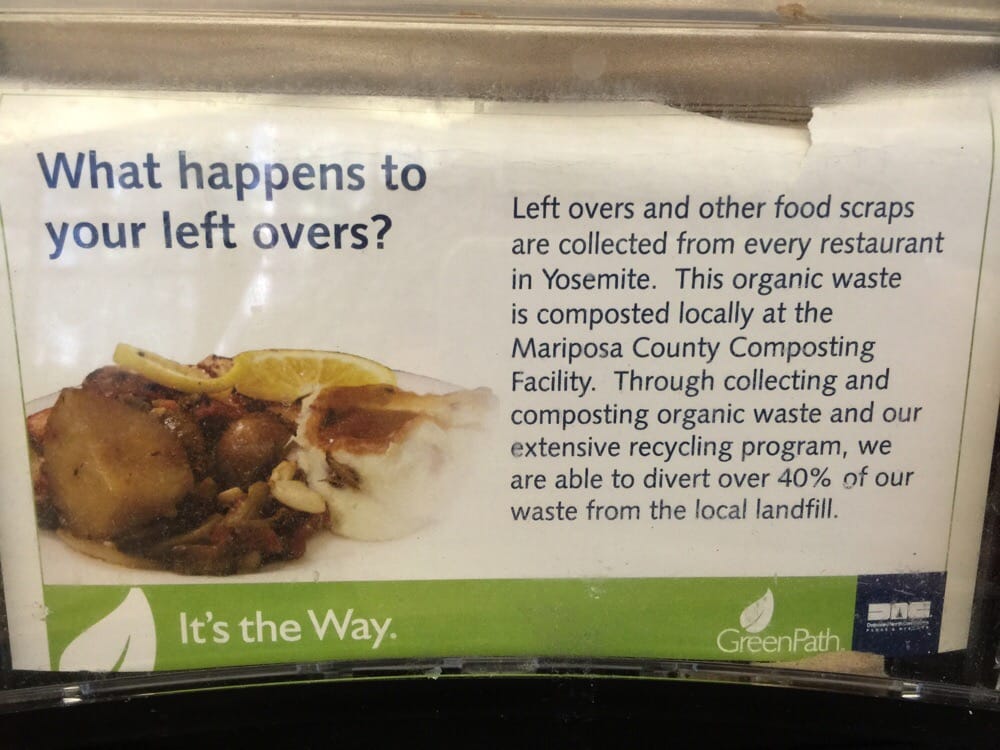 What happens to
your left overs?
Left overs and other food scraps
are collected from every restaurant
in Yosemite. This organic waste
is composted locally at the
Mariposa County Composting
Facility. Through collecting and
composting organic waste and our
extensive recycling program, we
are able to divert over 40% of our
waste from the local landfill.
It's the Way.
GreenPath
DNC